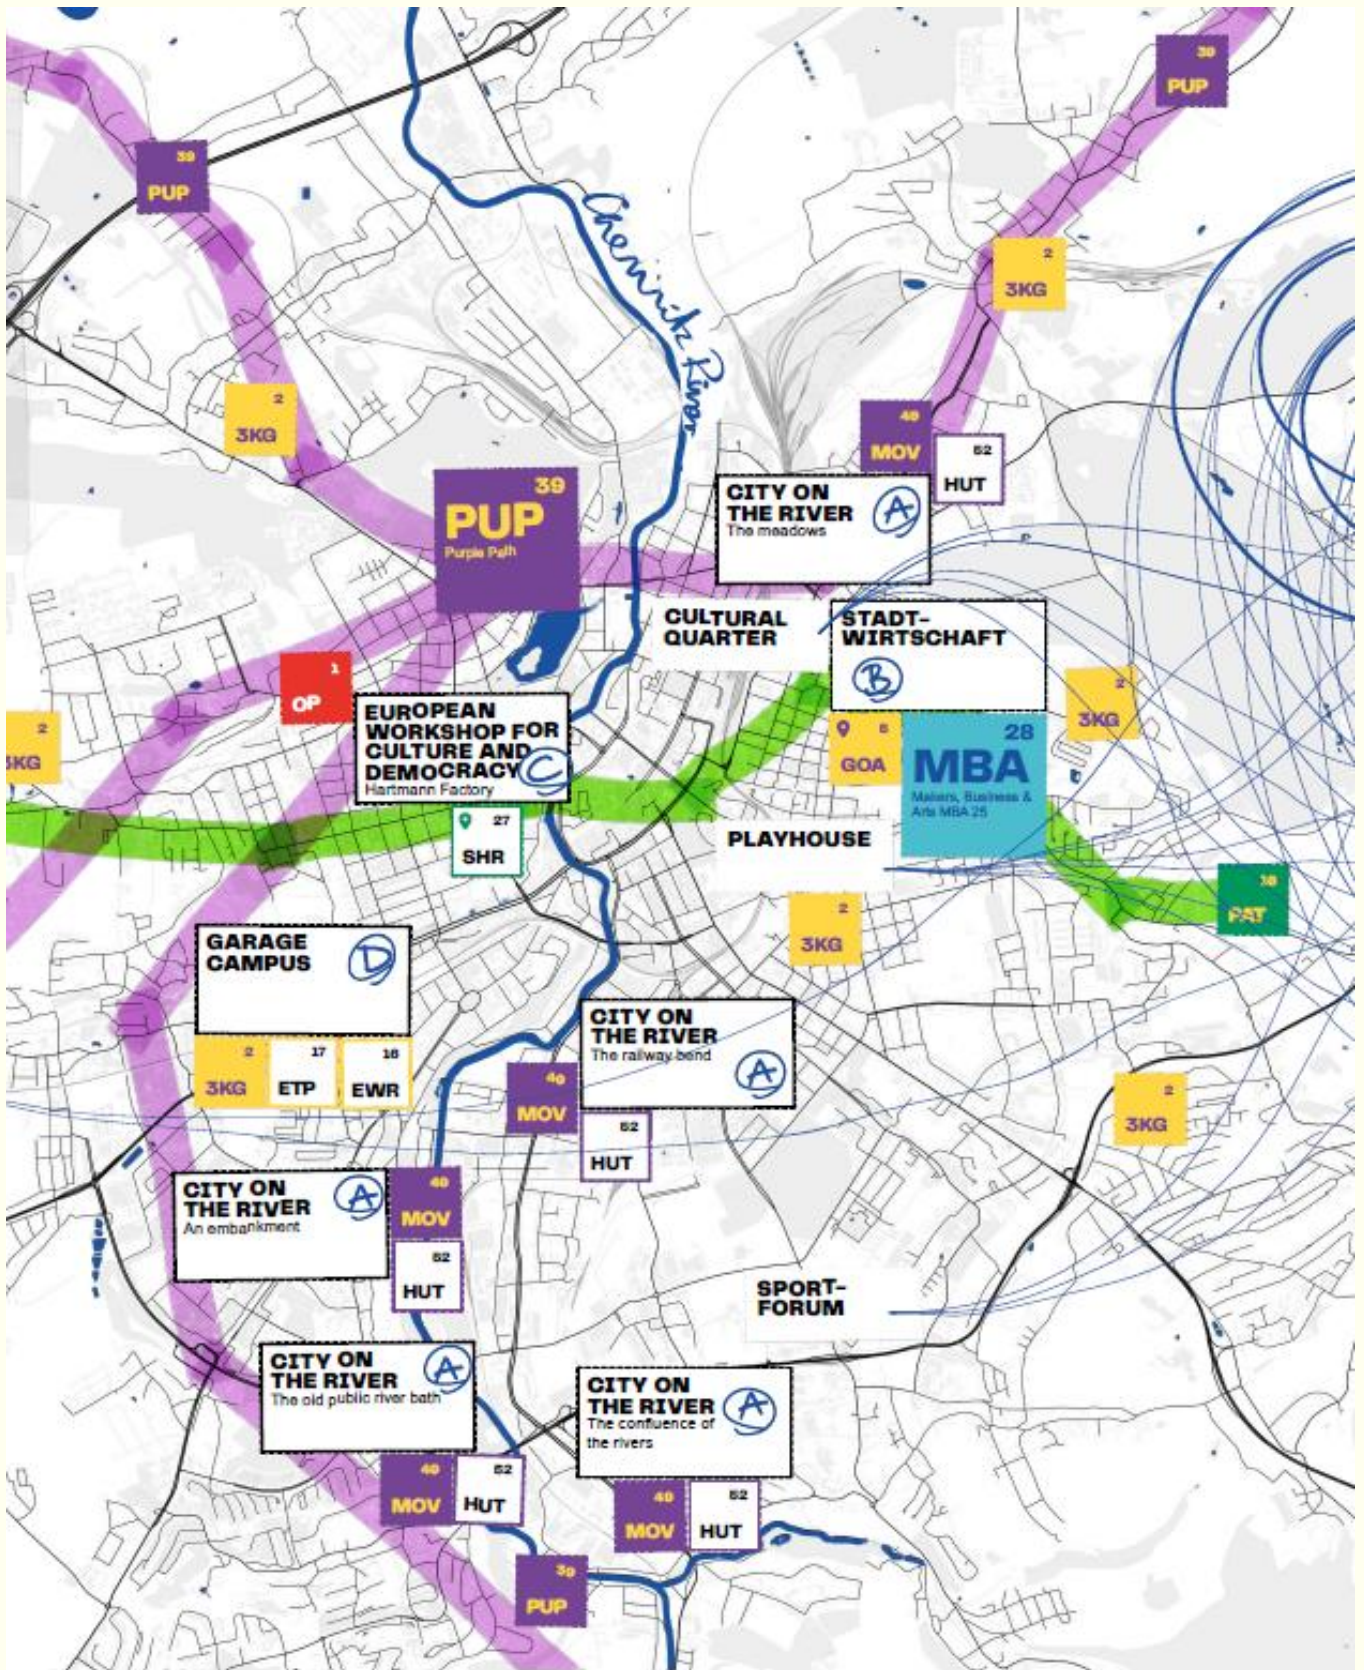 39
PUP
39
PUP
Chemnitz River
2
3KG
2
3KG
40
MOV
52
HUT
39
PUP
Purple Path
CITY ON
THE RIVER
The meadows
A
CULTURAL
QUARTER
STADT-
WIRTSCHAFT
B
1
OP
2
3KG
2
3KG
EUROPEAN
WORKSHOP FOR
CULTURE AND
DEMOCRACY
Hartmann Factory
C
6
GOA
28
MBA
Makers, Business &
Arts MBA 25
27
SHR
PLAYHOUSE
10
PAT
2
3KG
GARAGE
CAMPUS
D
2
3KG
17
ETP
16
EWR
CITY ON
THE RIVER
The railway bend
A
40
MOV
52
HUT
2
3KG
CITY ON
THE RIVER
An embankment
A
40
MOV
52
HUT
SPORT-
FORUM
CITY ON
THE RIVER
The old public river bath
A
40
MOV
52
HUT
CITY ON
THE RIVER
The confluence of
the rivers
A
40
MOV
52
HUT
39
PUP